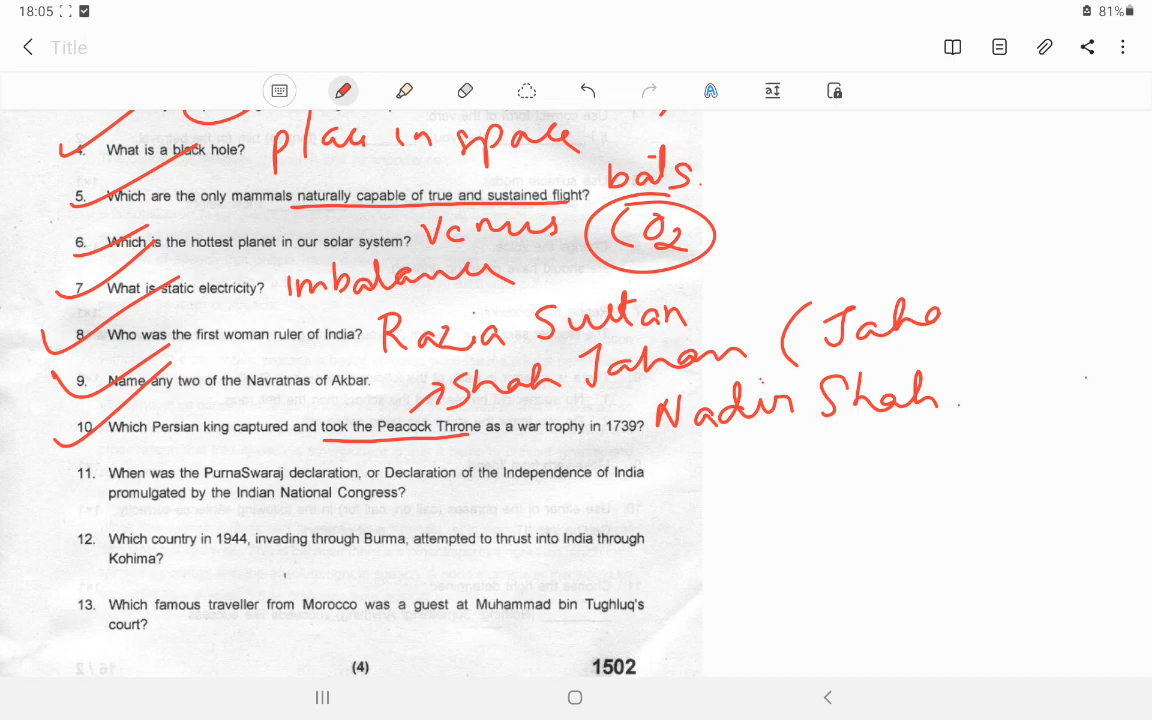 18:05
81%
Title
place in space
4. What is a black hole?
bats.
5. Which are the only mammals naturally capable of true and sustained flight?
6. Which is the hottest planet in our solar system? Venus CO2
7. What is static electricity? imbalance
8. Who was the first woman ruler of India? Razia Sultan
9. Name any two of the Navratnas of Akbar.
Shah Jahan (Jaha
10. Which Persian king captured and took the Peacock Throne as a war trophy in 1739? Nadir Shah.
11. When was the PurnaSwaraj declaration, or Declaration of the Independence of India
promulgated by the Indian National Congress?
12. Which country in 1944, invading through Burma, attempted to thrust into India through
Kohima?
13. Which famous traveller from Morocco was a guest at Muhammad bin Tughluq's
court?
(4) 1502